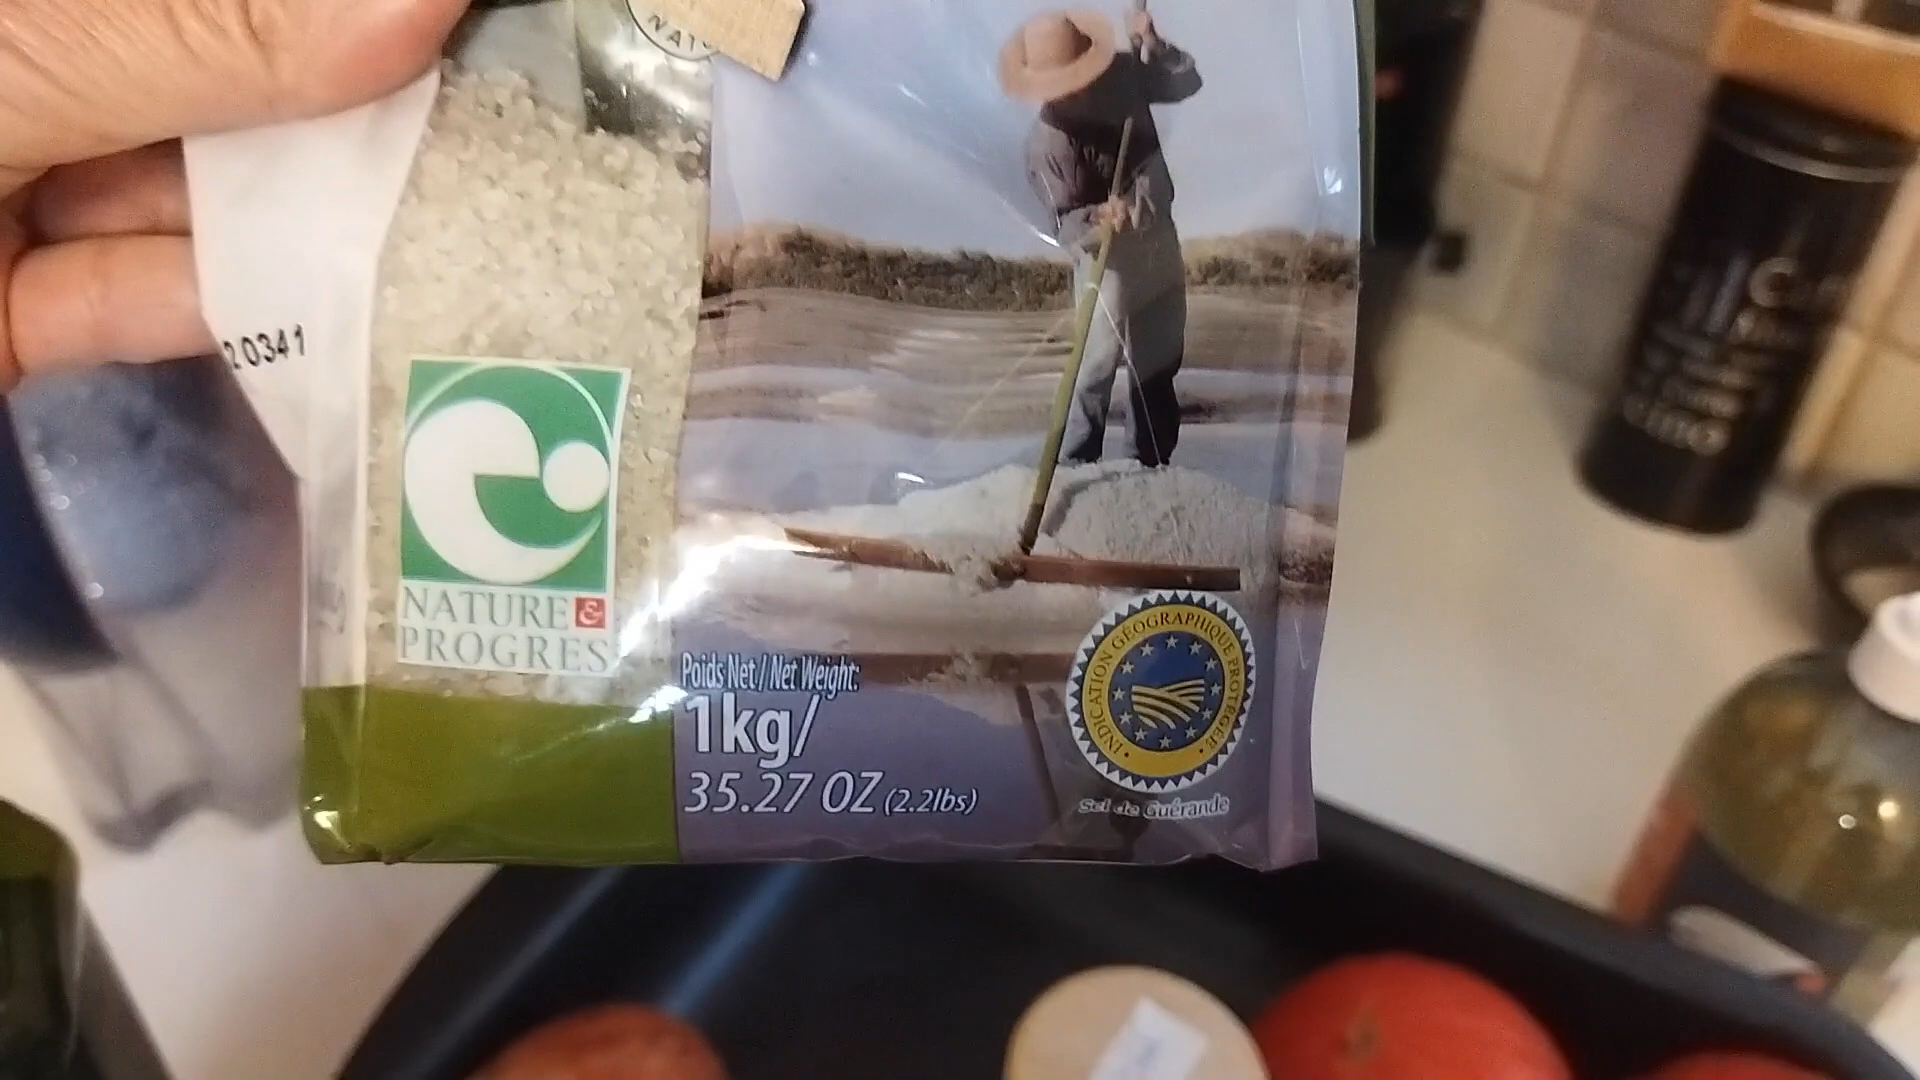 NAT
20341
NATURE &
PROGRES
Poids Net / Net Weight:
1kg/
35.27 OZ (2.2lbs)
INDICATION GÉOGRAPHIQUE PROTÉGÉE
Sel de Guérande